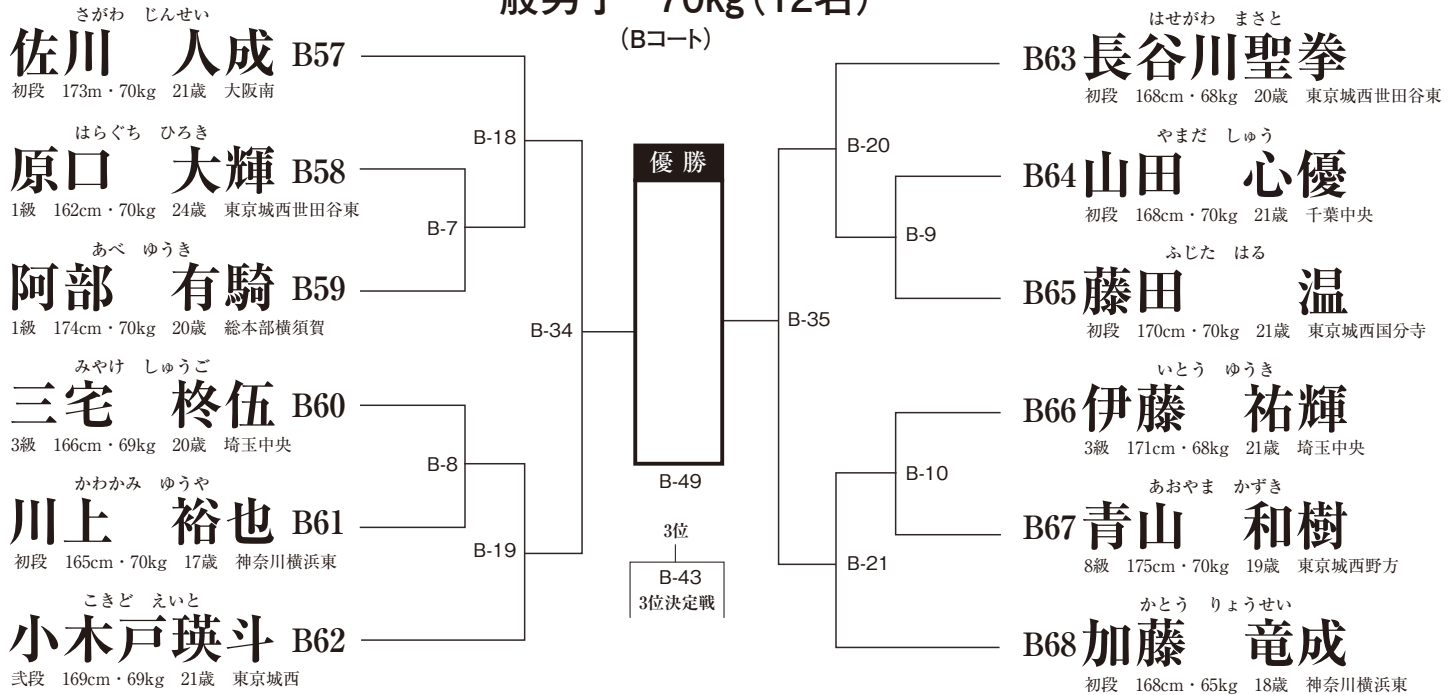 一般男子 -70kg（12名）
（Bコート）
さがわ じんせい
佐川 人成 B57
初段 173m・70kg 21歳 大阪南
はらぐち ひろき
原口 大輝 B58
1級 162cm・70kg 24歳 東京城西世田谷東
あべ ゆうき
阿部 有騎 B59
1級 174cm・70kg 20歳 総本部横須賀
みやけ しゅうご
三宅 柊伍 B60
3級 166cm・69kg 20歳 埼玉中央
かわかみ ゆうや
川上 裕也 B61
初段 165cm・70kg 17歳 神奈川横浜東
こきど えいと
小木戸瑛斗 B62
弐段 169cm・69kg 21歳 東京城西
B-18
B-7
B-34
B-8
B-19
優勝
B-49
3位
B-43
3位決定戦
B-20
B-9
B-35
B-10
B-21
はせがわ まさと
B63 長谷川聖拳
初段 168cm・68kg 20歳 東京城西世田谷東
やまだ しゅう
B64 山田 心優
初段 168cm・70kg 21歳 千葉中央
ふじた はる
B65 藤田 温
初段 170cm・70kg 21歳 東京城西国分寺
いとう ゆうき
B66 伊藤 祐輝
3級 171cm・68kg 21歳 埼玉中央
あおやま かずき
B67 青山 和樹
8級 175cm・70kg 19歳 東京城西野方
かとう りょうせい
B68 加藤 竜成
初段 168cm・65kg 18歳 神奈川横浜東